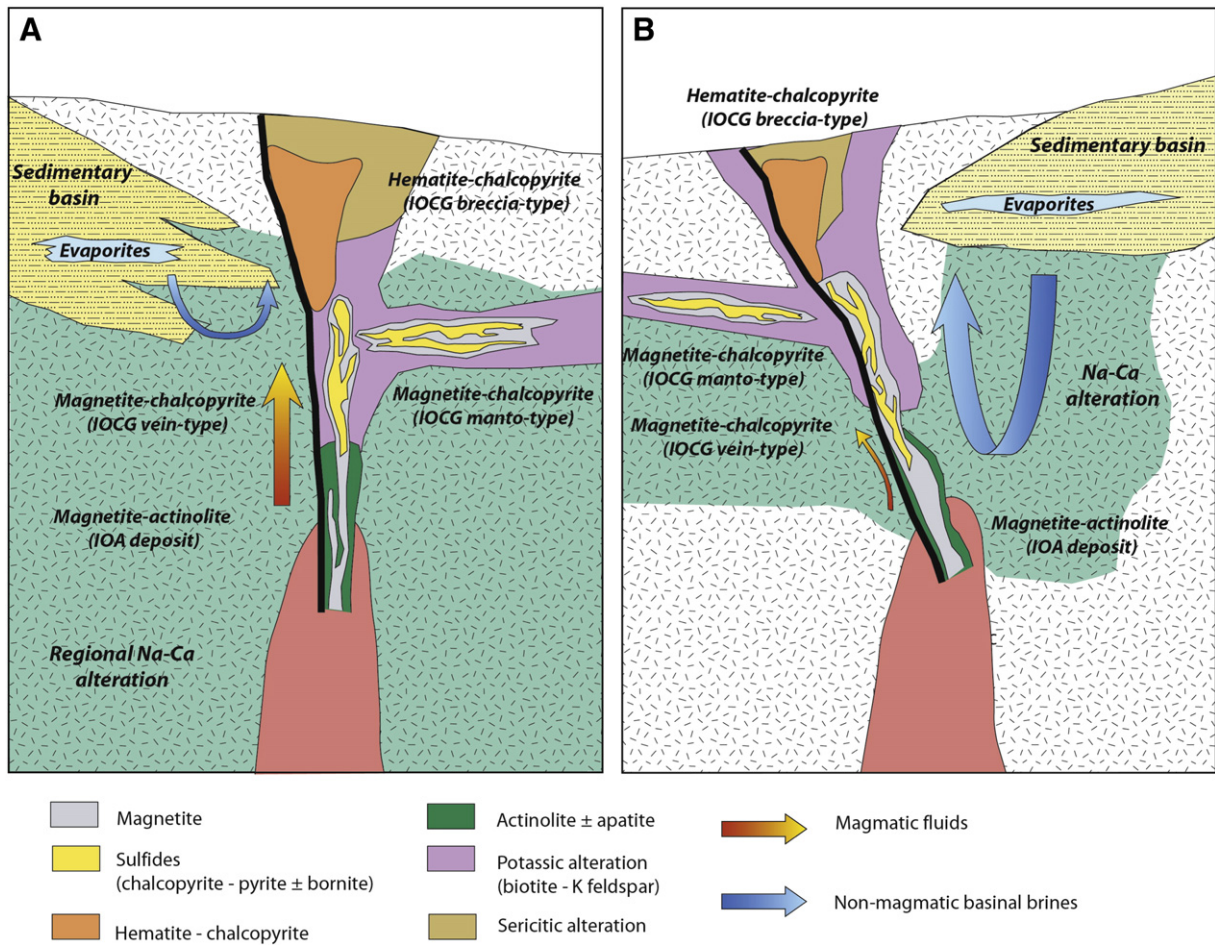 A
Sedimentary
basin
Evaporites
Hematite-chalcopyrite
(IOCG breccia-type)
Magnetite-chalcopyrite
(IOCG vein-type)
Magnetite-chalcopyrite
(IOCG manto-type)
Magnetite-actinolite
(IOA deposit)
Regional Na-Ca
alteration
B
Hematite-chalcopyrite
(IOCG breccia-type)
Sedimentary basin
Evaporites
Magnetite-chalcopyrite
(IOCG manto-type)
Na-Ca
alteration
Magnetite-chalcopyrite
(IOCG vein-type)
Magnetite-actinolite
(IOA deposit)
Magnetite
Sulfides
(chalcopyrite - pyrite ± bornite)
Hematite - chalcopyrite
Actinolite ± apatite
Potassic alteration
(biotite - K feldspar)
Sericitic alteration
Magmatic fluids
Non-magmatic basinal brines